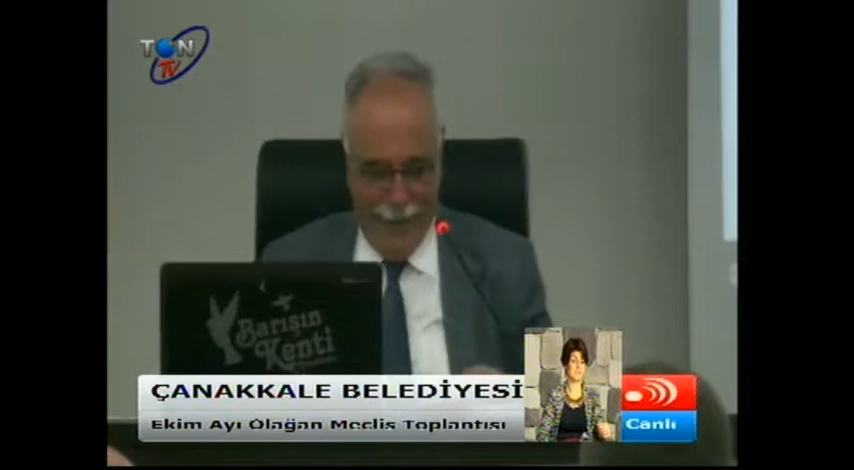 TON
TV
Barışın
Kenti
ÇANAKKALE BELEDİYESİ
Ekim Ayı Olağan Meclis Toplantısı
Canlı